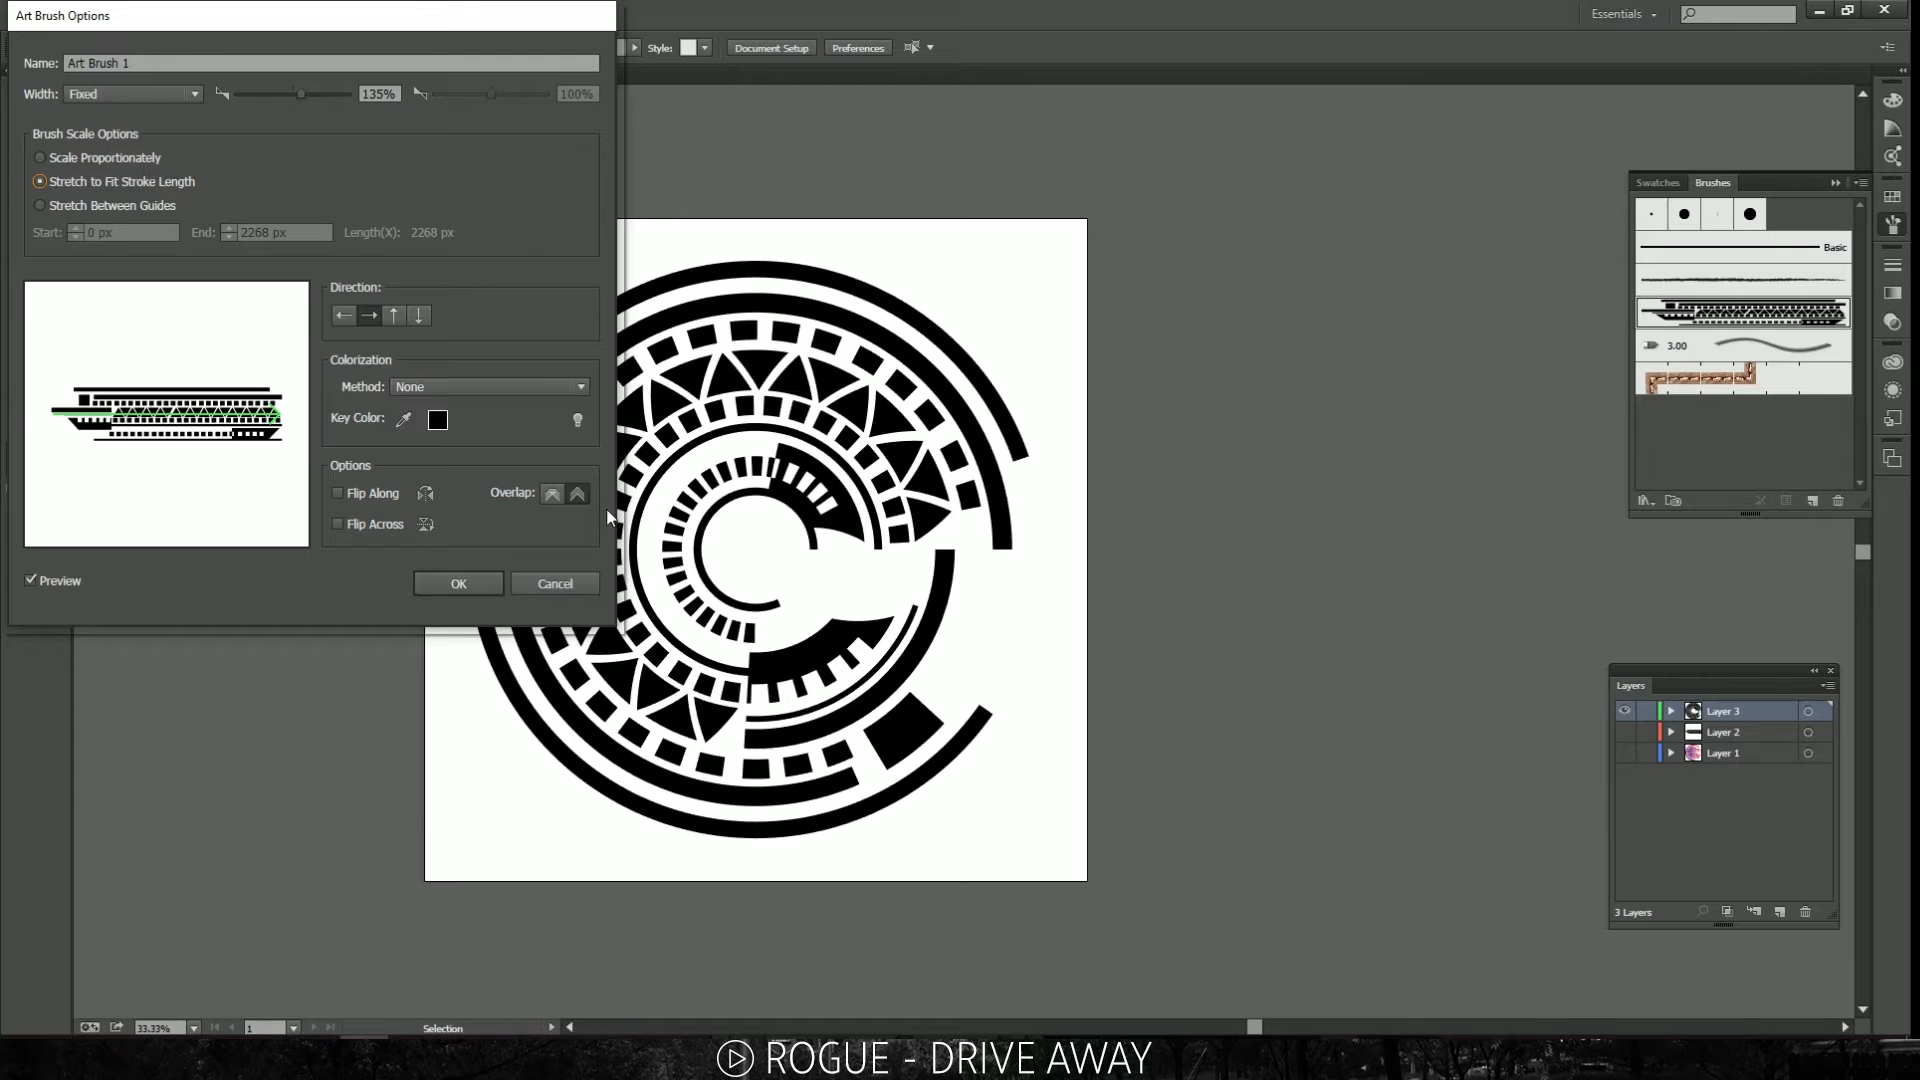 Art Brush Options
Essentials
Style:
Document Setup
Preferences
Name: Art Brush 1
Width: Fixed 135% 100%
Brush Scale Options
Scale Proportionately
Stretch to Fit Stroke Length
Stretch Between Guides
Start: 0 px End: 2268 px Length(X): 2268 px
Direction:
Colorization
Method: None
Key Color:
Options
Flip Along
Overlap:
Flip Across
Preview
OK
Cancel
Swatches
Brushes
Basic
3.00
Layers
Layer 3
Layer 2
Layer 1
3 Layers
33.33%
1
Selection
ROGUE - DRIVE AWAY